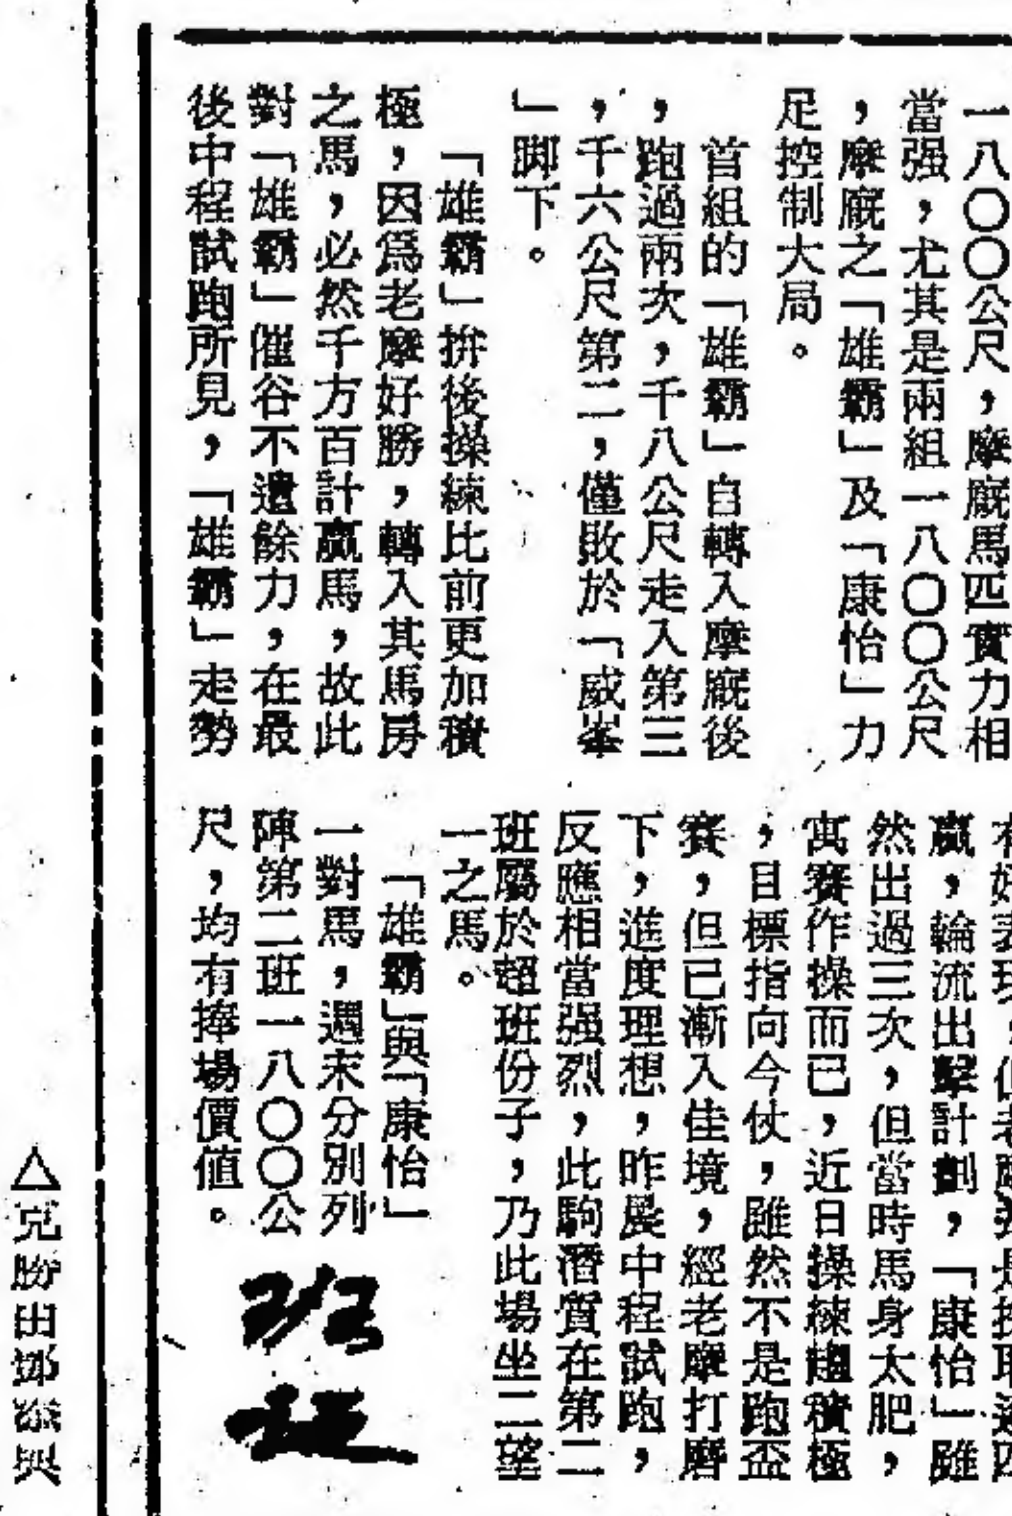 一八〇〇公尺，摩廐馬匹實力相
當强，尤其是兩組一八〇〇公尺
，摩廐之「雄霸」及「康怡」力
足控制大局。
首組的「雄霸」自轉入摩廐後
，跑過兩次，千八公尺走入第三
，千六公尺第二，僅敗於「威峯
」脚下。
「雄霸」拚後操練比前更加積
極，因爲老摩好勝，轉入其馬房
之馬，必然千方百計贏馬，故此
對「雄霸」催谷不遺餘力，在最
後中程試跑所見，「雄霸」走勢
贏，輪流出擊計劃，「康怡」雖
然出過三次，但當時馬身太肥，
寓賽作操而已，近日操練趨積極
，目標指向今仗，雖然不是跑盃
賽，但已漸入佳境，經老摩打磨
下，進度理想，昨晨中程試跑，
反應相當强烈，此駒潛質在第二
班屬於超班份子，乃此場坐二望
一之馬。
「雄霸」與「康怡」
一對馬，週末分別列
陣第二班一八〇〇公
尺，均有捧場價值。